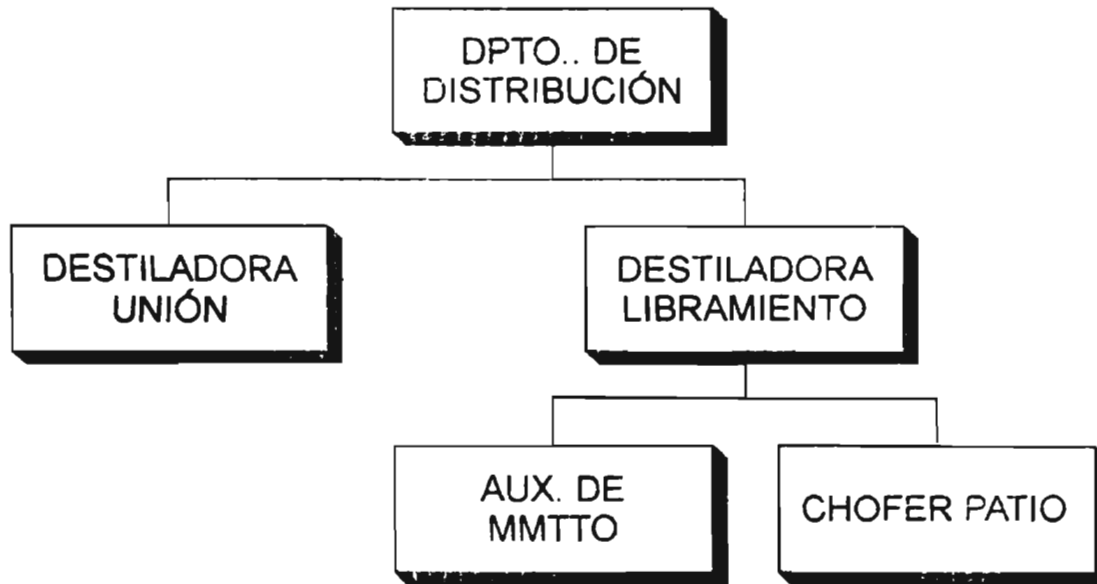 DPTO.. DE
DISTRIBUCIÓN
DESTILADORA
UNIÓN
DESTILADORA
LIBRAMIENTO
AUX. DE
MMTTO
CHOFER PATIO